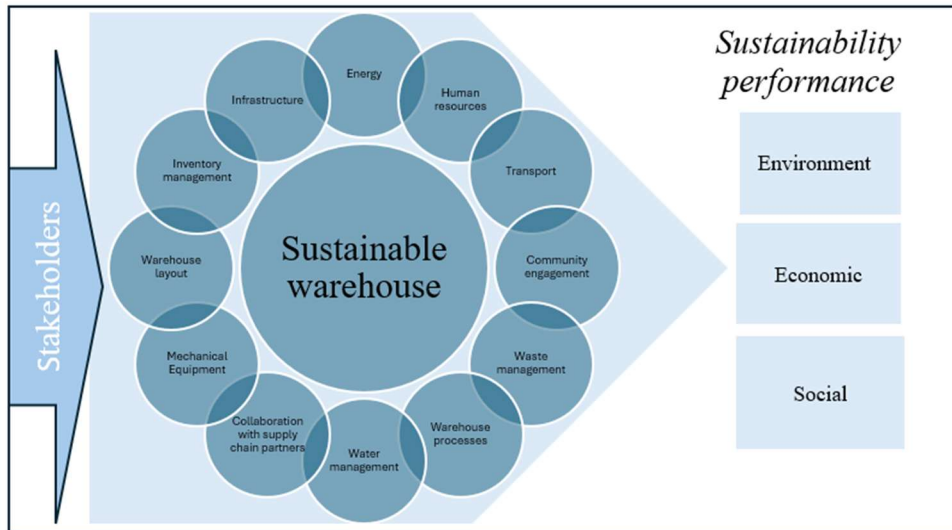 Stakeholders
Energy
Human
resources
Transport
Community
engagement
Waste
management
Warehouse
processes
Water
management
Collaboration
with supply
chain partners
Mechanical
Equipment
Warehouse
layout
Inventory
management
Infrastructure
Sustainable
warehouse
Sustainability
performance
Environment
Economic
Social